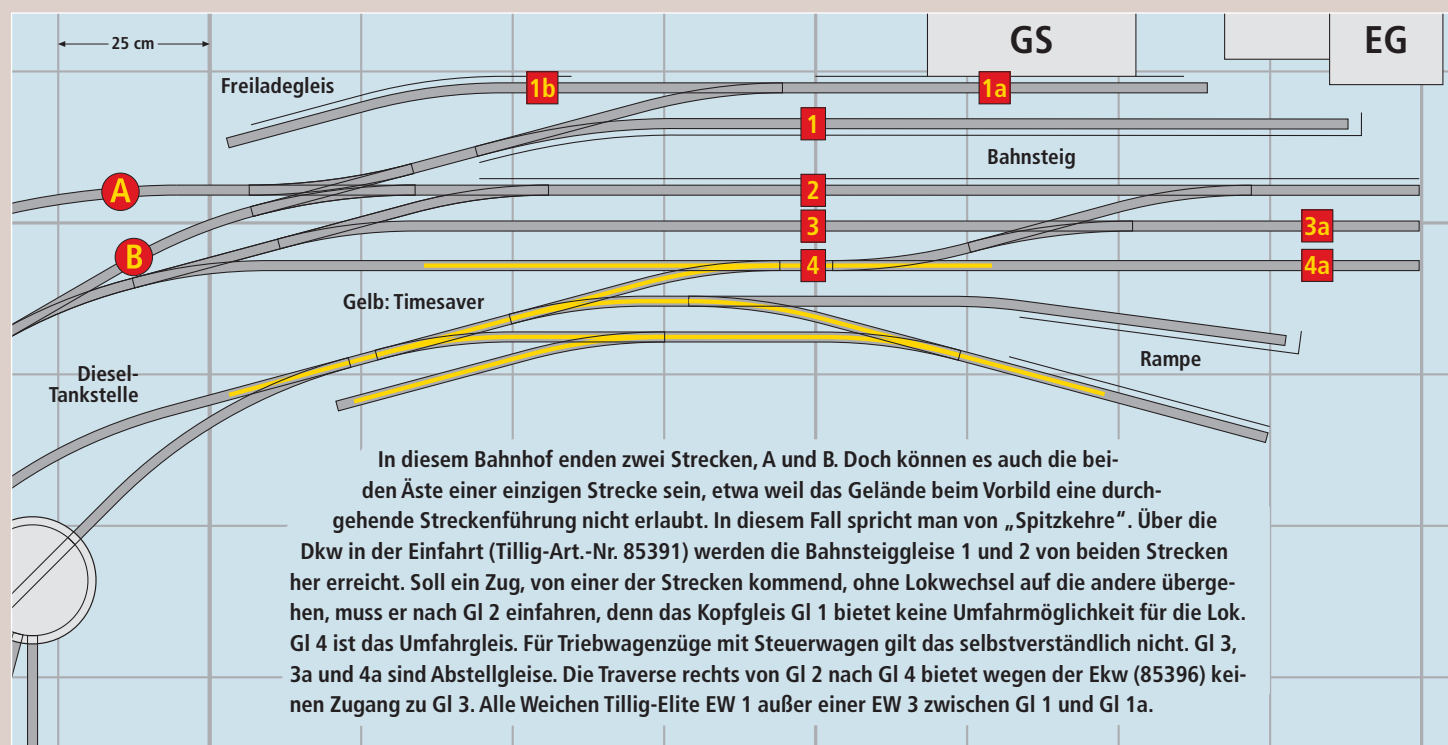 25 cm
GS
EG
Freiladegleis
1b
1a
1
Bahnsteig
A
2
B
3
3a
4
4a
Gelb: Timesaver
Rampe
Diesel-
Tankstelle
In diesem Bahnhof enden zwei Strecken, A und B. Doch können es auch die bei-
den Äste einer einzigen Strecke sein, etwa weil das Gelände beim Vorbild eine durch-
gehende Streckenführung nicht erlaubt. In diesem Fall spricht man von „Spitzkehre“. Über die
Dkw in der Einfahrt (Tillig-Art.-Nr. 85391) werden die Bahnsteiggleise 1 und 2 von beiden Strecken
her erreicht. Soll ein Zug, von einer der Strecken kommend, ohne Lokwechsel auf die andere überge-
hen, muss er nach Gl 2 einfahren, denn das Kopfgleis Gl 1 bietet keine Umfahrmöglichkeit für die Lok.
Gl 4 ist das Umfahrgleis. Für Triebwagenzüge mit Steuerwagen gilt das selbstverständlich nicht. Gl 3,
3a und 4a sind Abstellgleise. Die Traverse rechts von Gl 2 nach Gl 4 bietet wegen der Ekw (85396) kei-
nen Zugang zu Gl 3. Alle Weichen Tillig-Elite EW 1 außer einer EW 3 zwischen Gl 1 und Gl 1a.